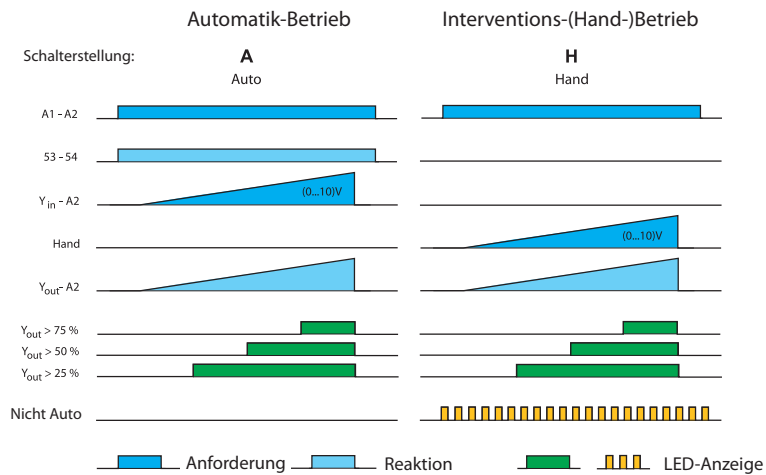 Automatik-Betrieb Interventions-(Hand-)Betrieb
Schalterstellung: A H
Auto Hand
A1 – A2
53 – 54
Y in – A2 (0...10)V
Hand (0...10)V
Yout– A2
Yout > 75 %
Yout > 50 %
Yout > 25 %
Nicht Auto
Anforderung Reaktion LED-Anzeige